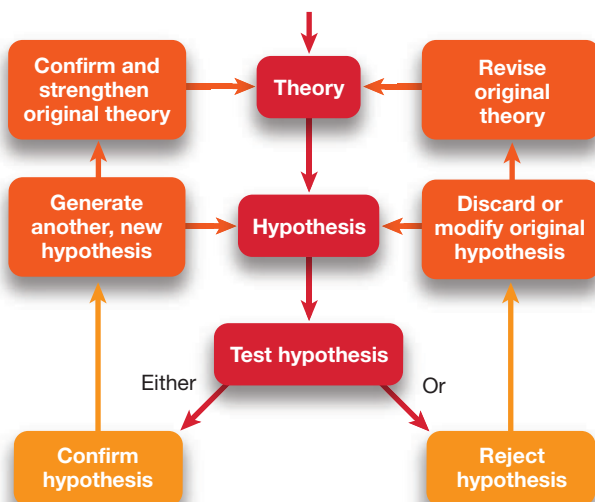 Confirm and
strengthen
original theory
Theory
Revise
original
theory
Generate
another, new
hypothesis
Hypothesis
Discard or
modify original
hypothesis
Test hypothesis
Either
Or
Confirm
hypothesis
Reject
hypothesis